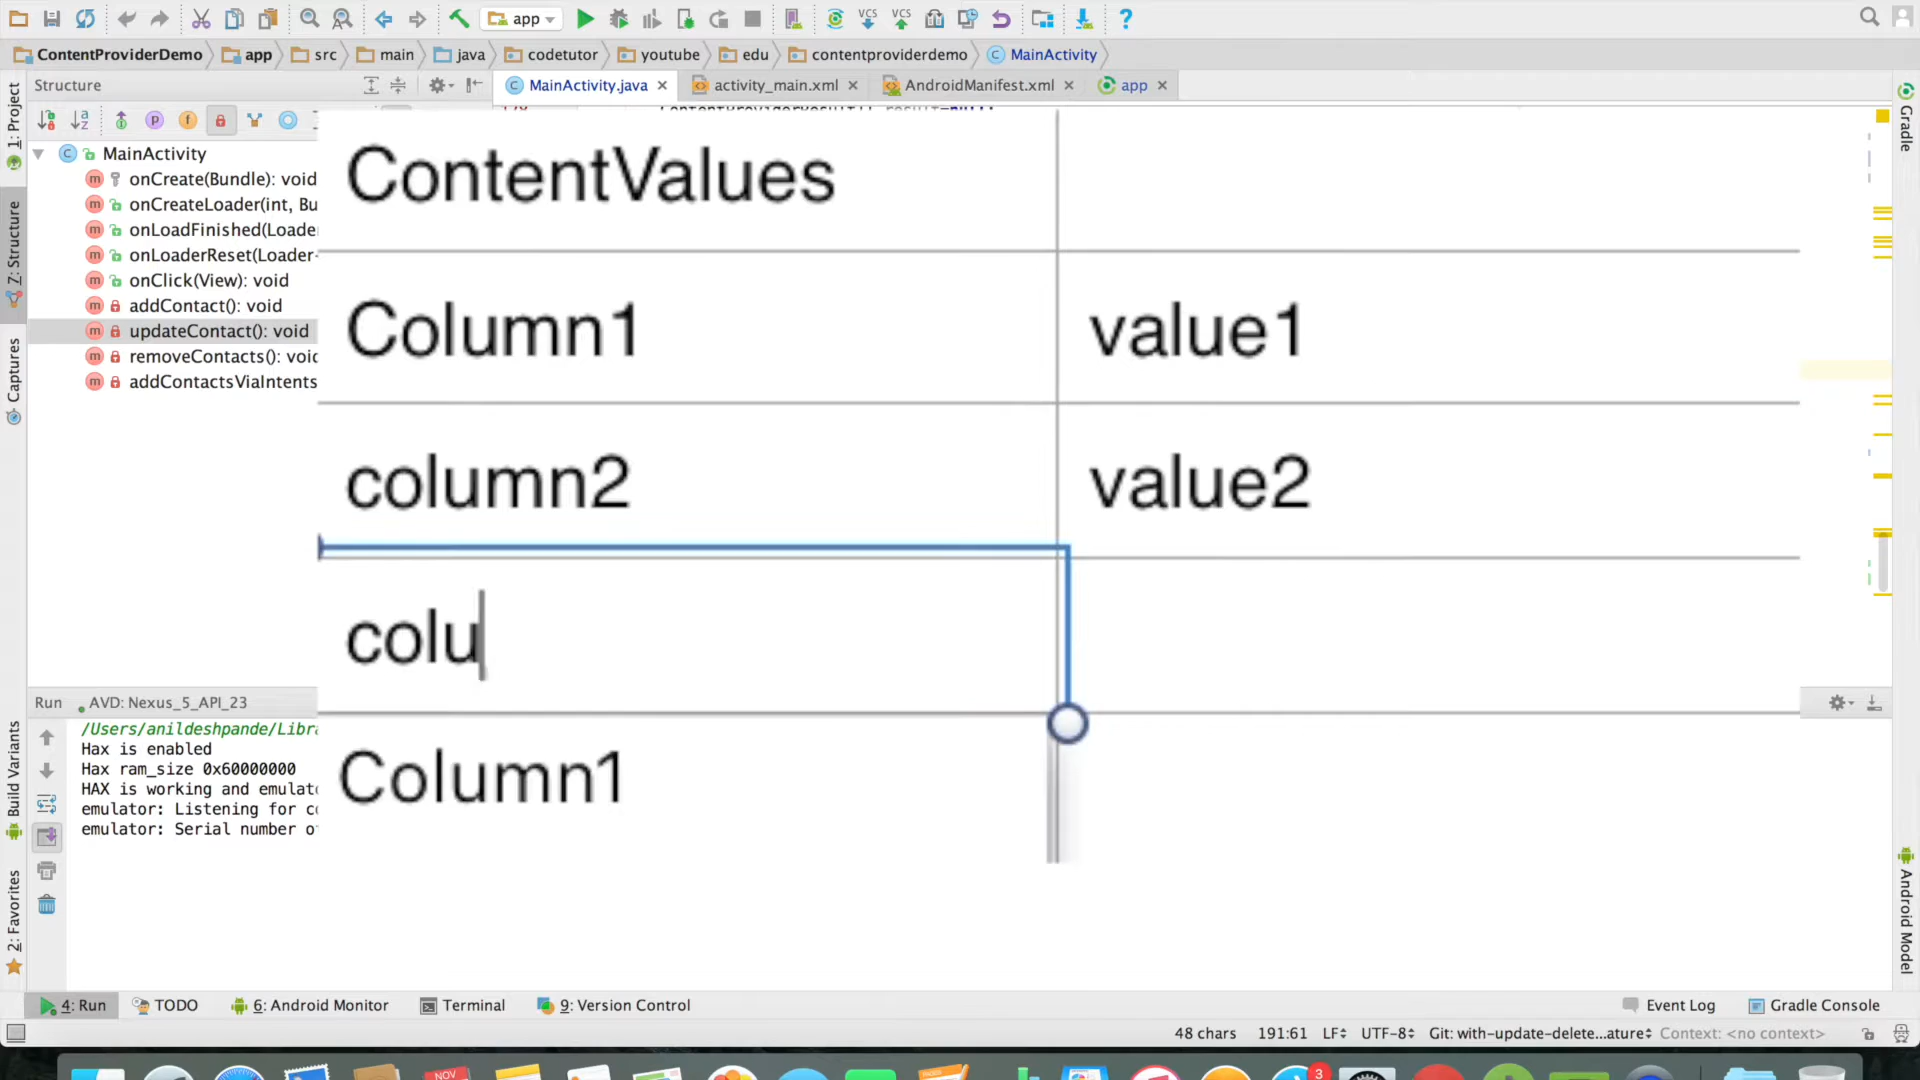 app
ContentProviderDemo app src main java codetutor youtube edu contentproviderdemo MainActivity
Structure
MainActivity.java activity_main.xml AndroidManifest.xml app
1: Project
Z: Structure
Captures
Build Variants
2: Favorites
MainActivity
onCreate(Bundle): void
onCreateLoader(int, Bu
onLoadFinished(Loade
onLoaderReset(Loader
onClick(View): void
addContact(): void
updateContact(): void
removeContacts(): voi
addContactsViaIntents
ContentValues
Column1 value1
column2 value2
colu
Column1
Run AVD: Nexus_5_API_23
/Users/anildeshpande/Libr
Hax is enabled
Hax ram_size 0x60000000
HAX is working and emulat
emulator: Listening for c
emulator: Serial number o
Gradle
Android Model
4: Run TODO 6: Android Monitor Terminal 9: Version Control Event Log Gradle Console
48 chars 191:61 LF UTF-8 Git: with-update-delete...ature Context: <no context>
NOV
3